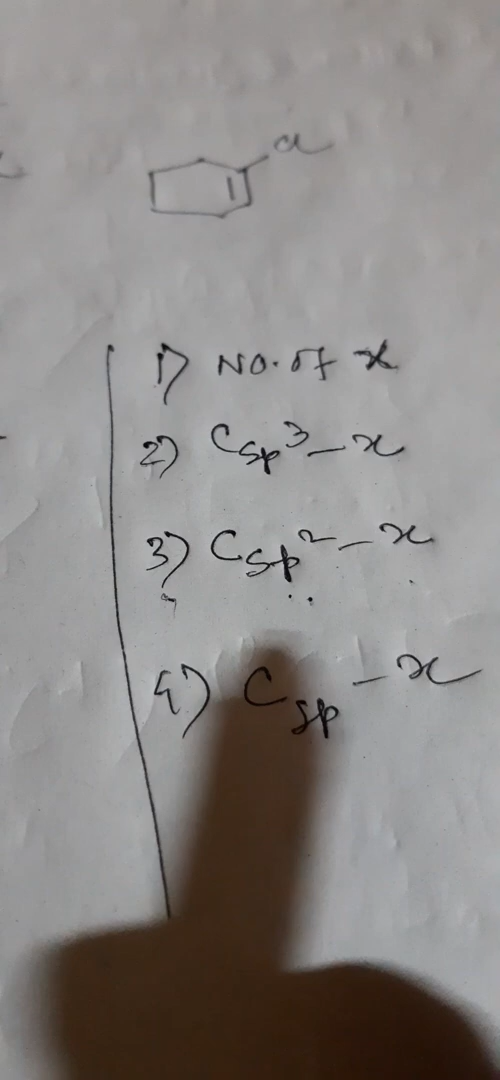 Cl
1) NO. of x
2) Csp³-x
3) Csp²-x
4) Csp-x